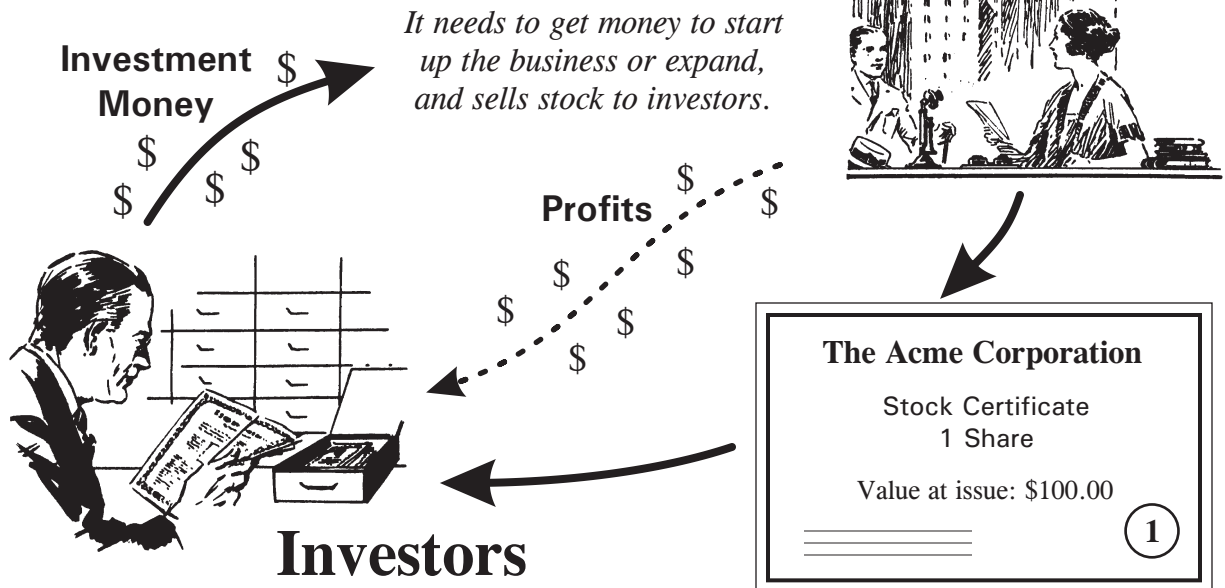 It needs to get money to start
up the business or expand,
and sells stock to investors.
Investment
Money
$
$
$
$
$
Profits
$
$
$
$
$
$
$
The Acme Corporation
Stock Certificate
1 Share
Value at issue: $100.00
1
Investors